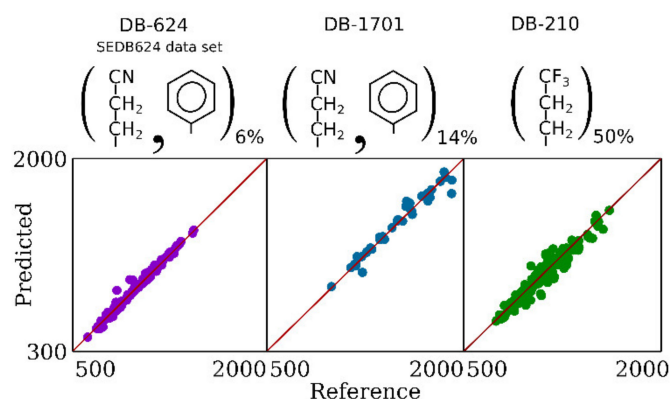 DB-624
SEDB624 data set
DB-1701
DB-210
CN
CH2
CH2
,
6%
CN
CH2
CH2
,
14%
CF3
CH2
CH2
50%
2000
Predicted
300
500
2000
500
2000
500
2000
Reference